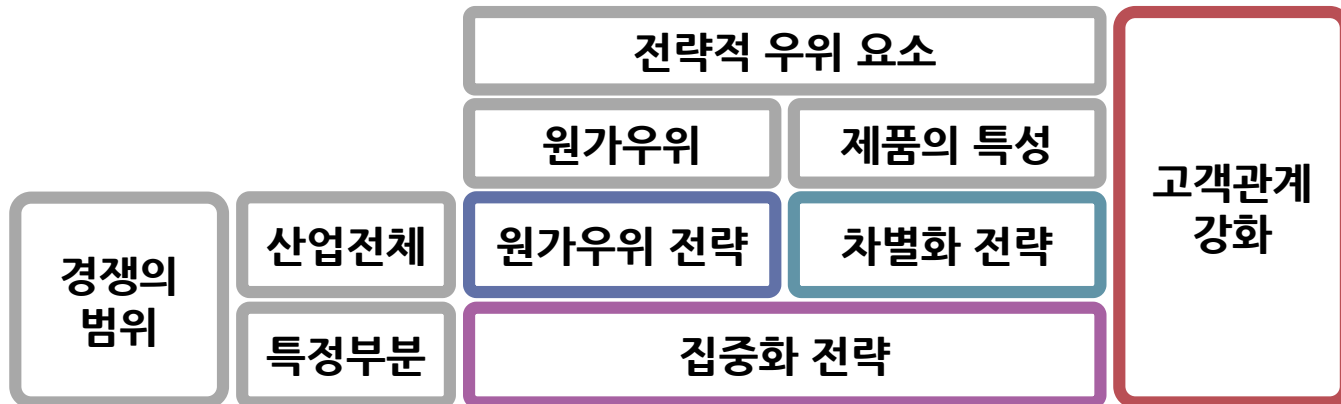 전략적 우위 요소
원가우위
제품의 특성
고객관계
강화
경쟁의
범위
산업전체
원가우위 전략
차별화 전략
특정부분
집중화 전략